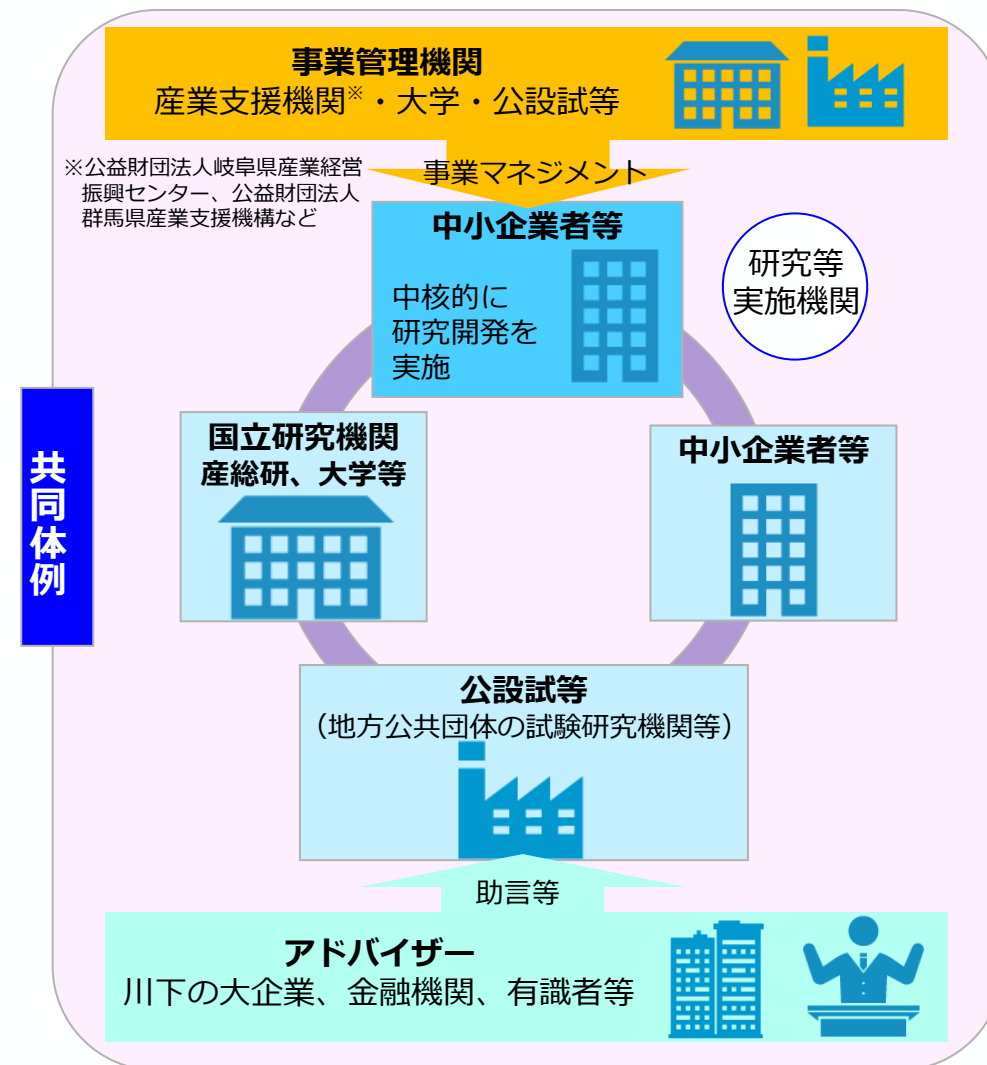 事業管理機関
産業支援機関※・大学・公設試等
※公益財団法人岐阜県産業経営
振興センター、公益財団法人
群馬県産業支援機構など
事業マネジメント
中小企業者等
中核的に
研究開発を
実施
研究等
実施機関
共同体例
国立研究機関
産総研、大学等
中小企業者等
公設試等
（地方公共団体の試験研究機関等）
助言等
アドバイザー
川下の大企業、金融機関、有識者等